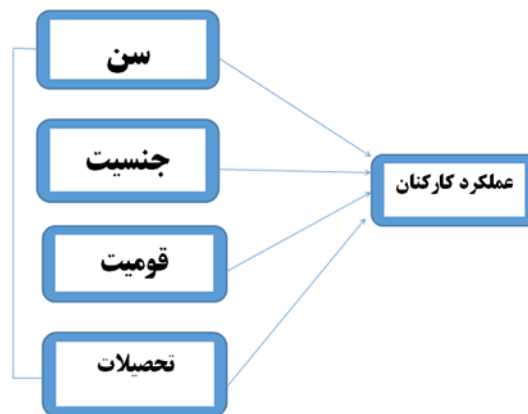 سن
جنسیت
عملکرد کارکنان
قومیت
تحصیلات